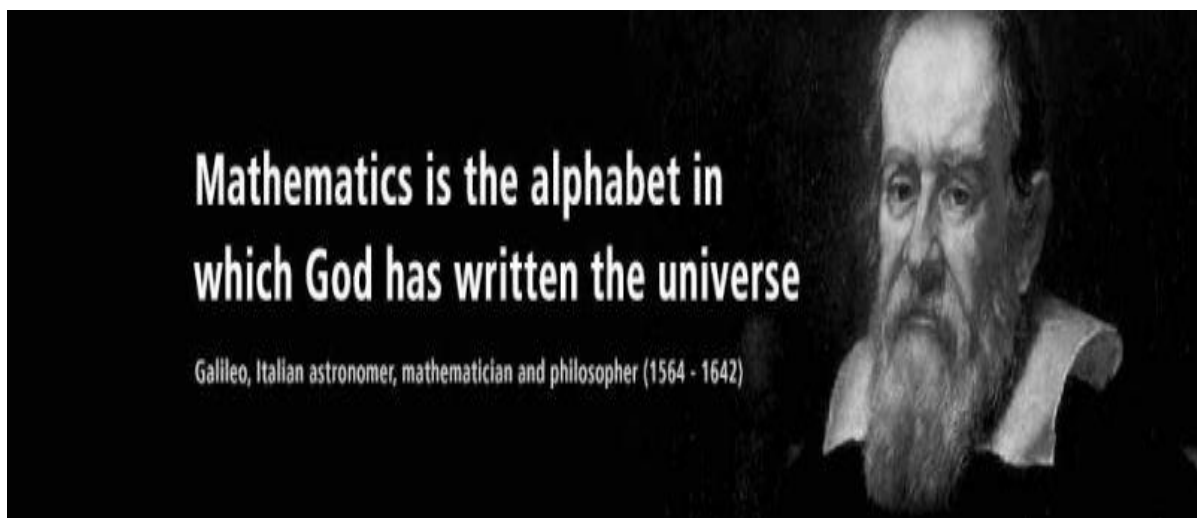 Mathematics is the alphabet in
which God has written the universe
Galileo, Italian astronomer, mathematician and philosopher (1564 - 1642)